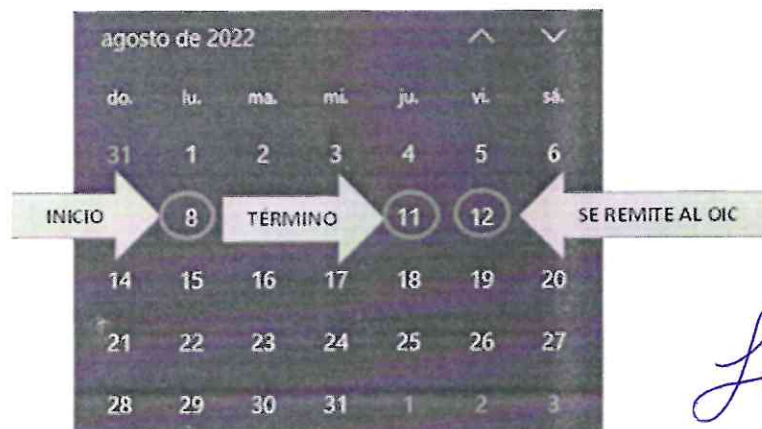 agosto de 2022
do. lu. ma. mi. ju. vi. sá.
31 1 2 3 4 5 6
INICIO 8 TÉRMINO 11 12 SE REMITE AL OIC
14 15 16 17 18 19 20
21 22 23 24 25 26 27
28 29 30 31 1 2 3